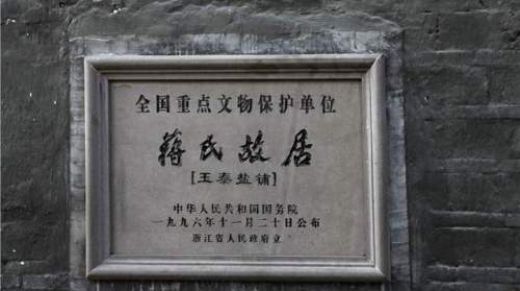 全国重点文物保护单位
蒋氏故居
[玉泰盐铺]
中华人民共和国国务院
一九九六年十一月二十日公布
浙江省人民政府立